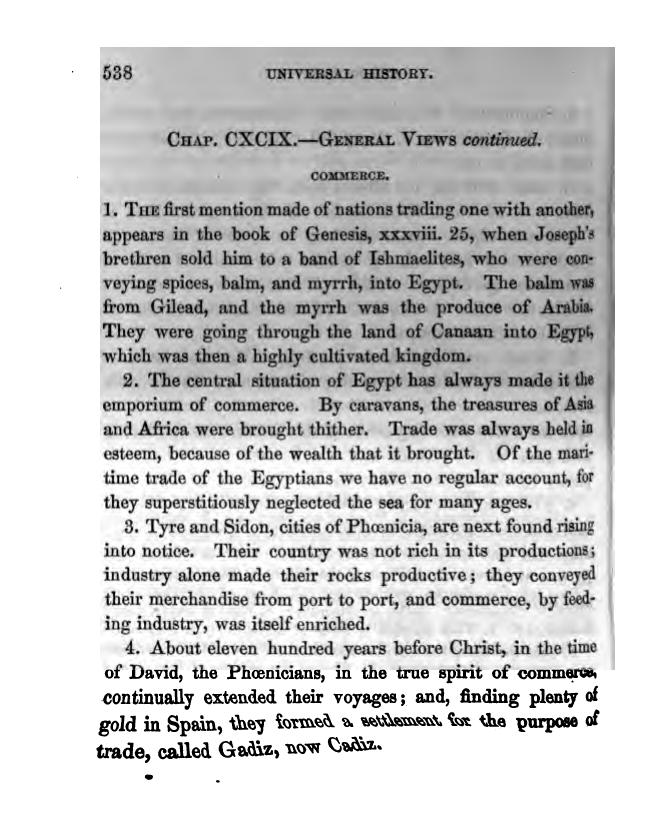 538 UNIVERSAL HISTORY.
CHAP. CXCIX.—GENERAL VIEWS continued.
COMMERCE.
1. THE first mention made of nations trading one with another,
appears in the book of Genesis, xxxviii. 25, when Joseph's
brethren sold him to a band of Ishmaelites, who were con-
veying spices, balm, and myrrh, into Egypt. The balm was
from Gilead, and the myrrh was the produce of Arabia.
They were going through the land of Canaan into Egypt,
which was then a highly cultivated kingdom.
2. The central situation of Egypt has always made it the
emporium of commerce. By caravans, the treasures of Asia
and Africa were brought thither. Trade was always held in
esteem, because of the wealth that it brought. Of the mari-
time trade of the Egyptians we have no regular account, for
they superstitiously neglected the sea for many ages.
3. Tyre and Sidon, cities of Phœnicia, are next found rising
into notice. Their country was not rich in its productions;
industry alone made their rocks productive; they conveyed
their merchandise from port to port, and commerce, by feed-
ing industry, was itself enriched.
4. About eleven hundred years before Christ, in the time
of David, the Phœnicians, in the true spirit of commerce,
continually extended their voyages; and, finding plenty of
gold in Spain, they formed a settlement for the purpose of
trade, called Gadiz, now Cadiz.